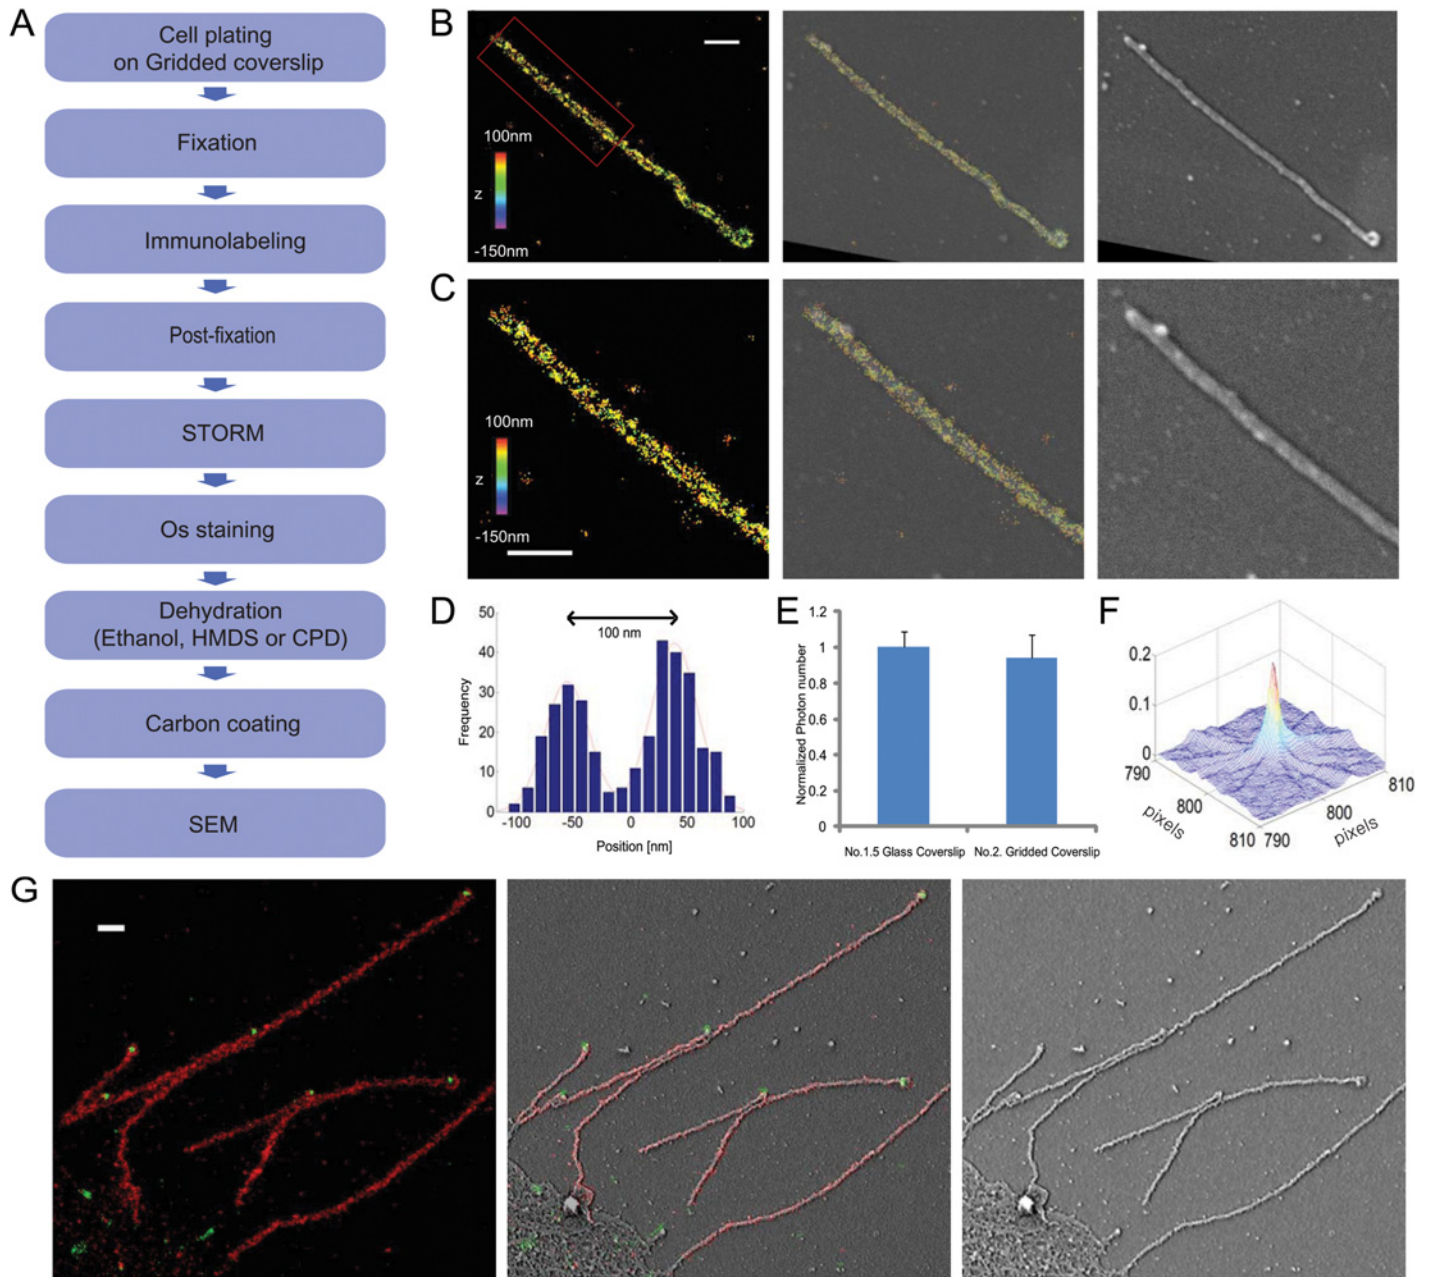 A
Cell plating
on Gridded coverslip
Fixation
Immunolabeling
Post-fixation
STORM
Os staining
Dehydration
(Ethanol, HMDS or CPD)
Carbon coating
SEM
B
100nm
z
-150nm
C
100nm
z
-150nm
D
50
40
30
20
10
0
Frequency
100 nm
-100 -50 0 50 100
Position [nm]
E
1.2
1
0.8
0.6
0.4
0.2
0
Normalized Photon number
No.1.5 Glass Coverslip No.2. Gridded Coverslip
F
0.2
0.1
0
790
800
810
pixels
790
800
810
pixels
G